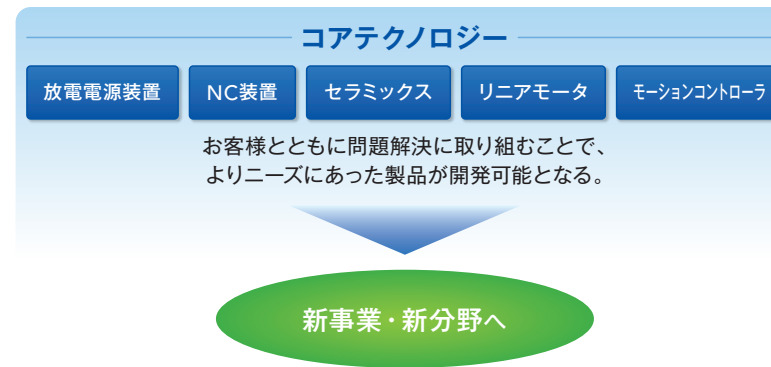 コアテクノロジー
放電電源装置 NC装置 セラミックス リニアモータ モーションコントローラ
お客様とともに問題解決に取り組むことで、
よりニーズにあった製品が開発可能となる。
新事業・新分野へ